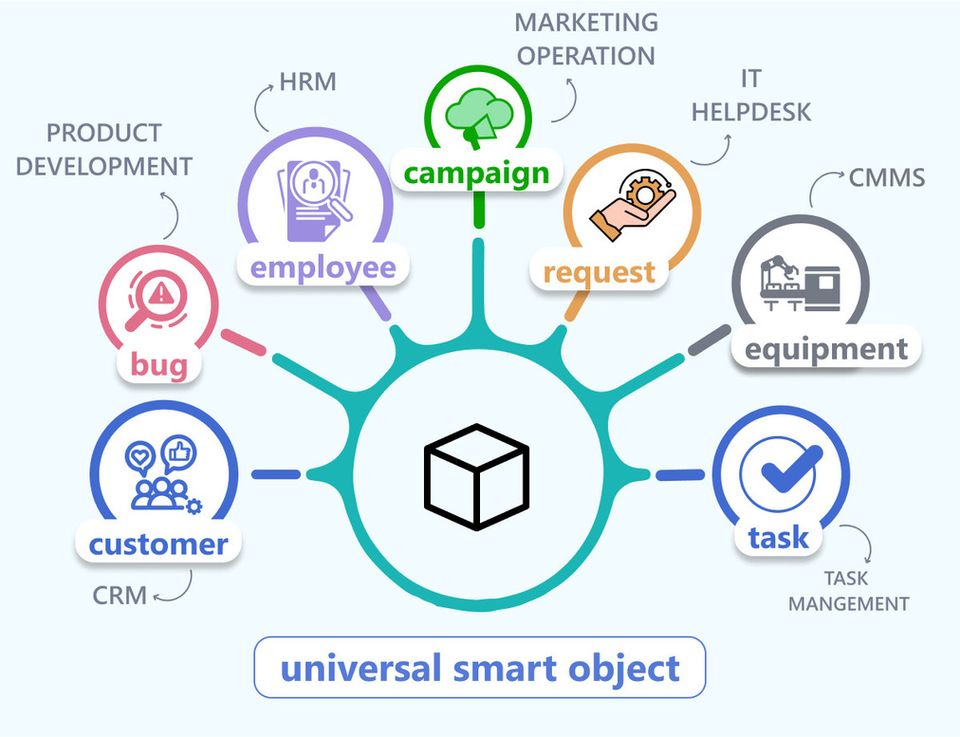 MARKETING
OPERATION
HRM
IT
HELPDESK
PRODUCT
DEVELOPMENT
campaign
CMMS
employee
request
bug
equipment
customer
task
CRM
TASK
MANGEMENT
universal smart object